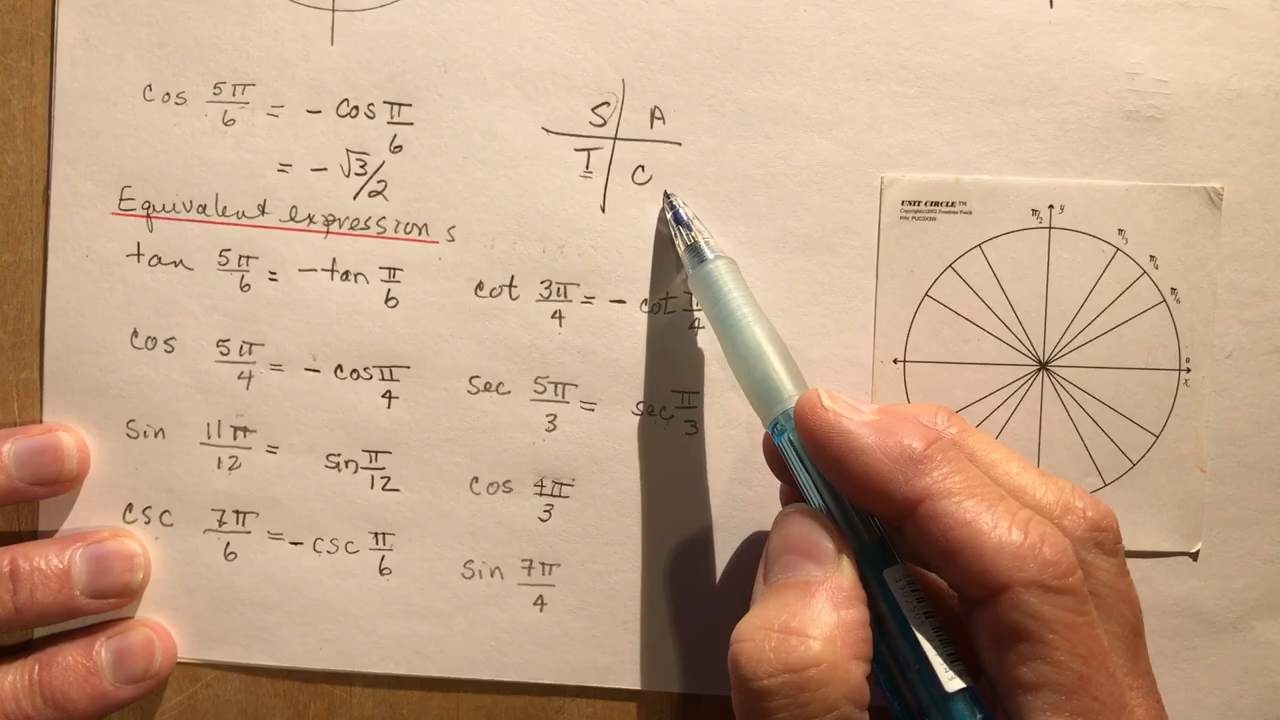 cos 5π/6 = - cos π/6
= - √3/2
S A
T C
Equivalent expressions
tan 5π/6 = -tan π/6
cos 5π/4 = - cos π/4
sin 11π/12 = sin π/12
csc 7π/6 = -csc π/6
cot 3π/4 = - cot π/4
sec 5π/3 = sec π/3
cos 4π/3
sin 7π/4
UNIT CIRCLE™
π/2 y
π/3
π/4
π/6
0
x